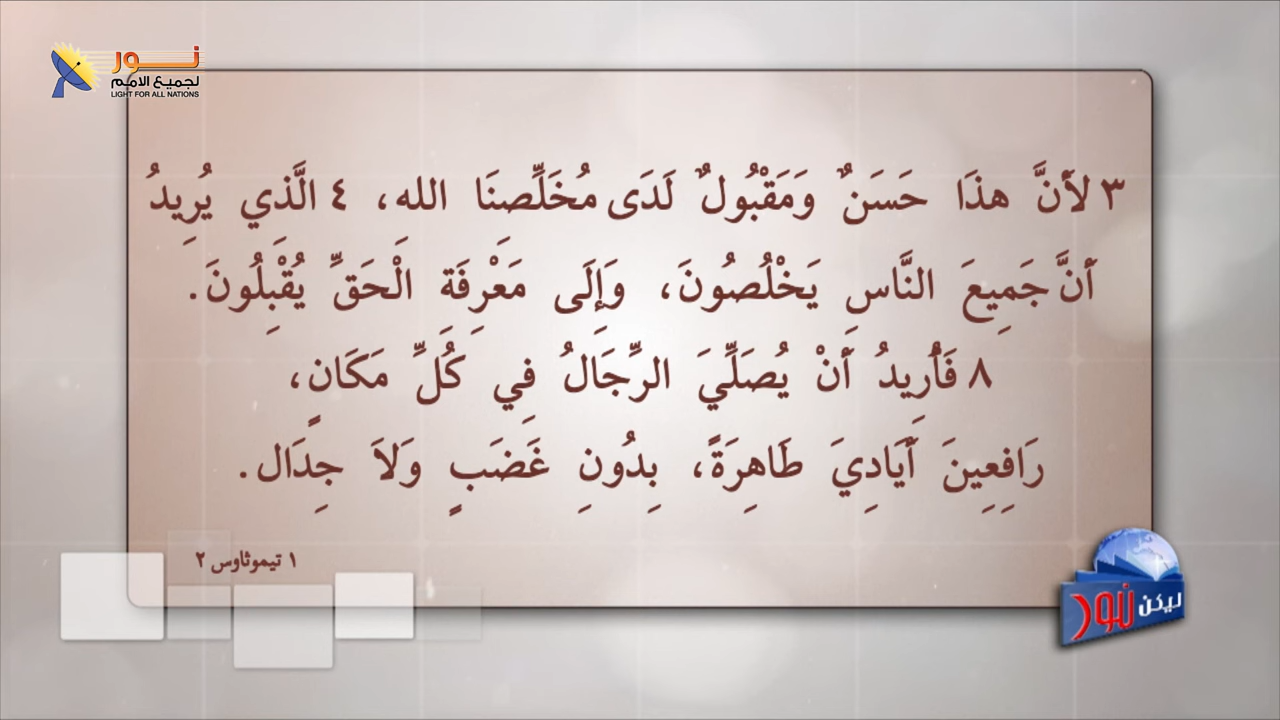 نور
لجميع الامم
LIGHT FOR ALL NATIONS
٣ لأَنَّ هذَا حَسَنٌ وَمَقْبُولٌ لَدَى مُخَلِّصِنَا اللهِ، ٤ الَّذِي يُرِيدُ
أَنَّ جَمِيعَ النَّاسِ يَخْلُصُونَ، وَإِلَى مَعْرِفَةِ الْحَقِّ يُقْبِلُونَ.
٨ فَأُرِيدُ أَنْ يُصَلِّيَ الرِّجَالُ فِي كُلِّ مَكَانٍ،
رَافِعِينَ أَيَادِيَ طَاهِرَةً، بِدُونِ غَضَبٍ وَلاَ جِدَال.
١ تيموثاوس ٢
ليكن نور